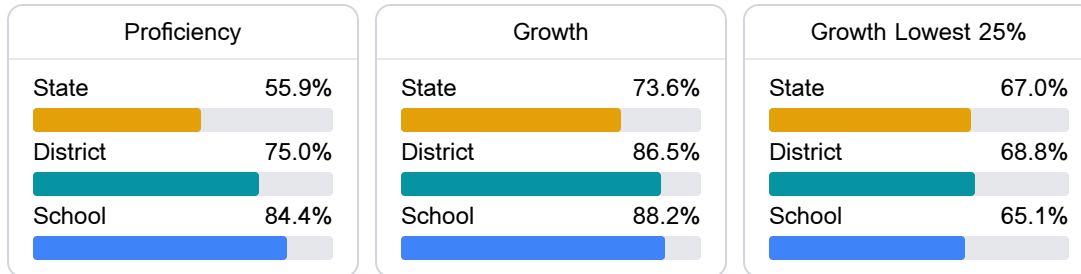 Proficiency
State 55.9%
District 75.0%
School 84.4%
Growth
State 73.6%
District 86.5%
School 88.2%
Growth Lowest 25%
State 67.0%
District 68.8%
School 65.1%